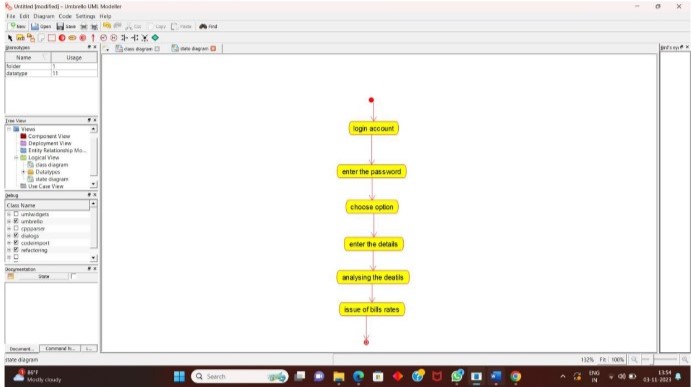 Untitled [modified] - Umbrello UML Modeller
File Edit Diagram Code Settings Help
New Open Save Cut Copy Paste Find
class diagram state diagram
Stereotypes
Name Usage
folder 1
datatype 11
Tree View
Views
Component View
Deployment View
Entity Relationship Mo...
Logical View
class diagram
Datatypes
state diagram
Use Case View
Debug
Class Name
umlwidgets
umbrello
cppparser
dialogs
codeimport
refactoring
Documentation
State
login account
enter the password
choose option
enter the details
analysing the deatils
issue of bills rates
Document... Command hi...
state diagram
132% Fit 100%
86°F
Mostly cloudy
Search
ENG
IN
13:54
03-11-2023